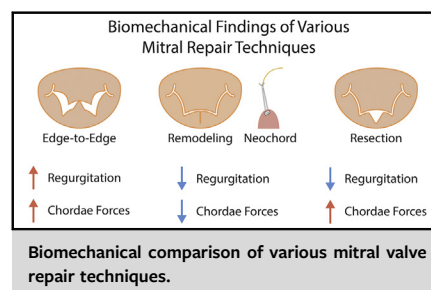 Biomechanical Findings of Various
Mitral Repair Techniques
Edge-to-Edge
Remodeling
Neochord
Resection
Regurgitation
Regurgitation
Regurgitation
Chordae Forces
Chordae Forces
Chordae Forces
Biomechanical comparison of various mitral valve
repair techniques.